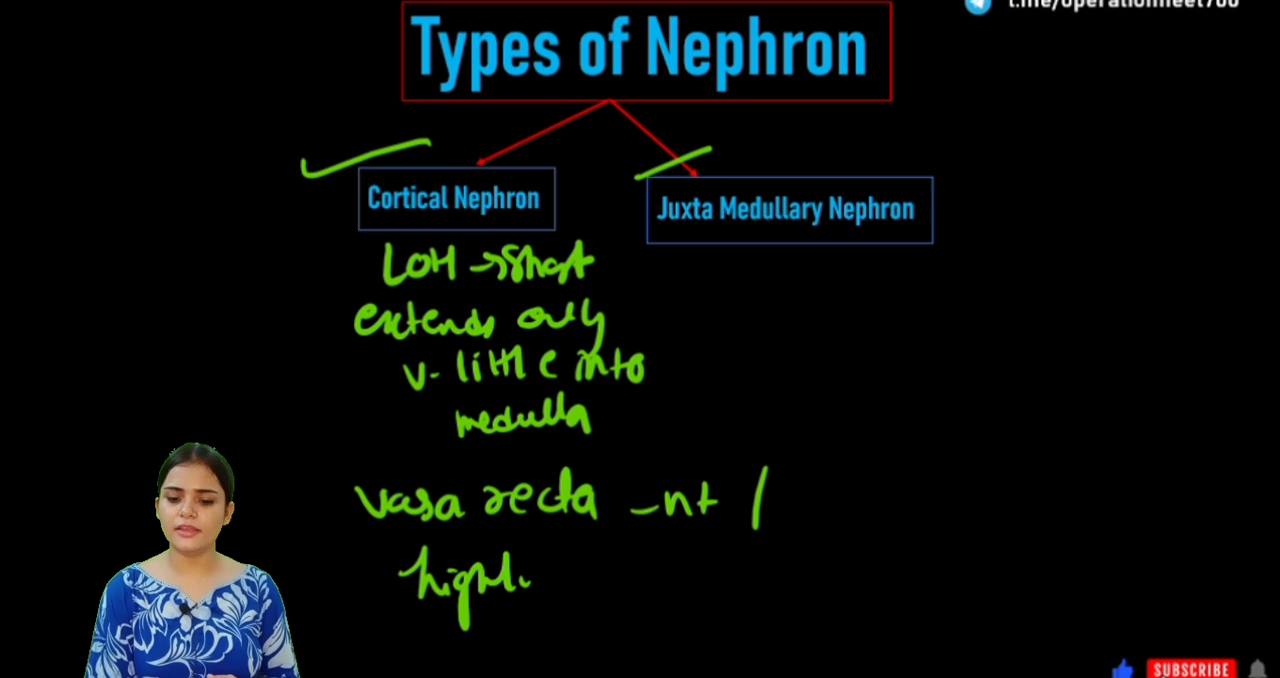 Types of Nephron
Cortical Nephron
Juxta Medullary Nephron
LOH → Short
extends only
v. little into
medulla
vasa recta -nt /
highl
SUBSCRIBE